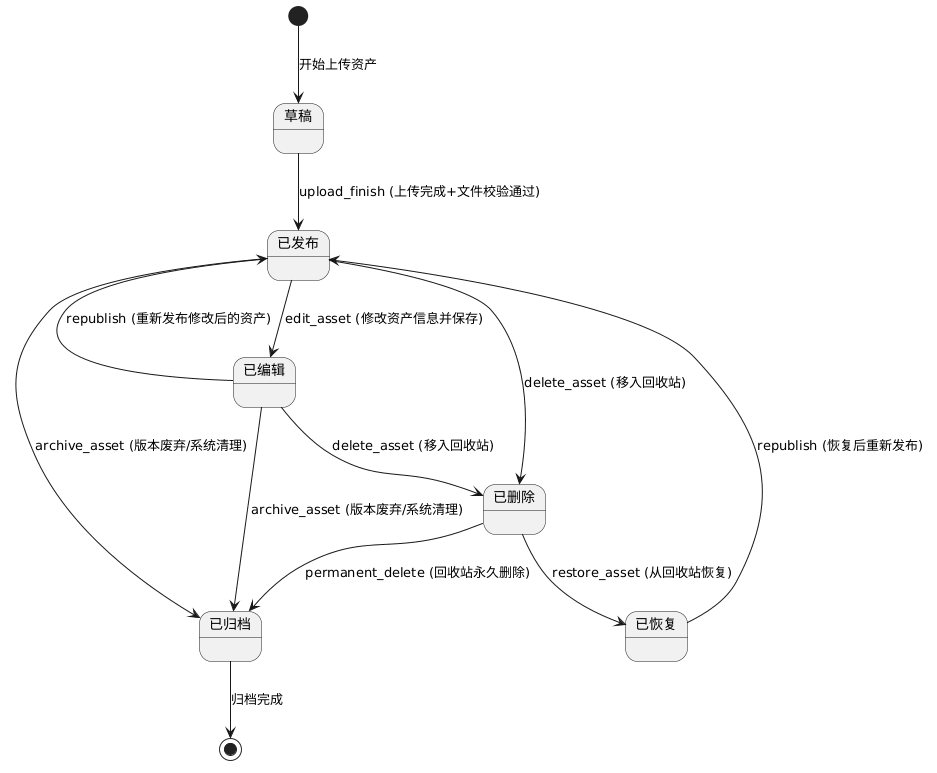 开始上传资产
草稿
upload_finish (上传完成+文件校验通过)
已发布
republish (重新发布修改后的资产)
edit_asset (修改资产信息并保存)
已编辑
delete_asset (移入回收站)
archive_asset (版本废弃/系统清理)
delete_asset (移入回收站)
republish (恢复后重新发布)
已删除
archive_asset (版本废弃/系统清理)
permanent_delete (回收站永久删除)
restore_asset (从回收站恢复)
已归档
已恢复
归档完成